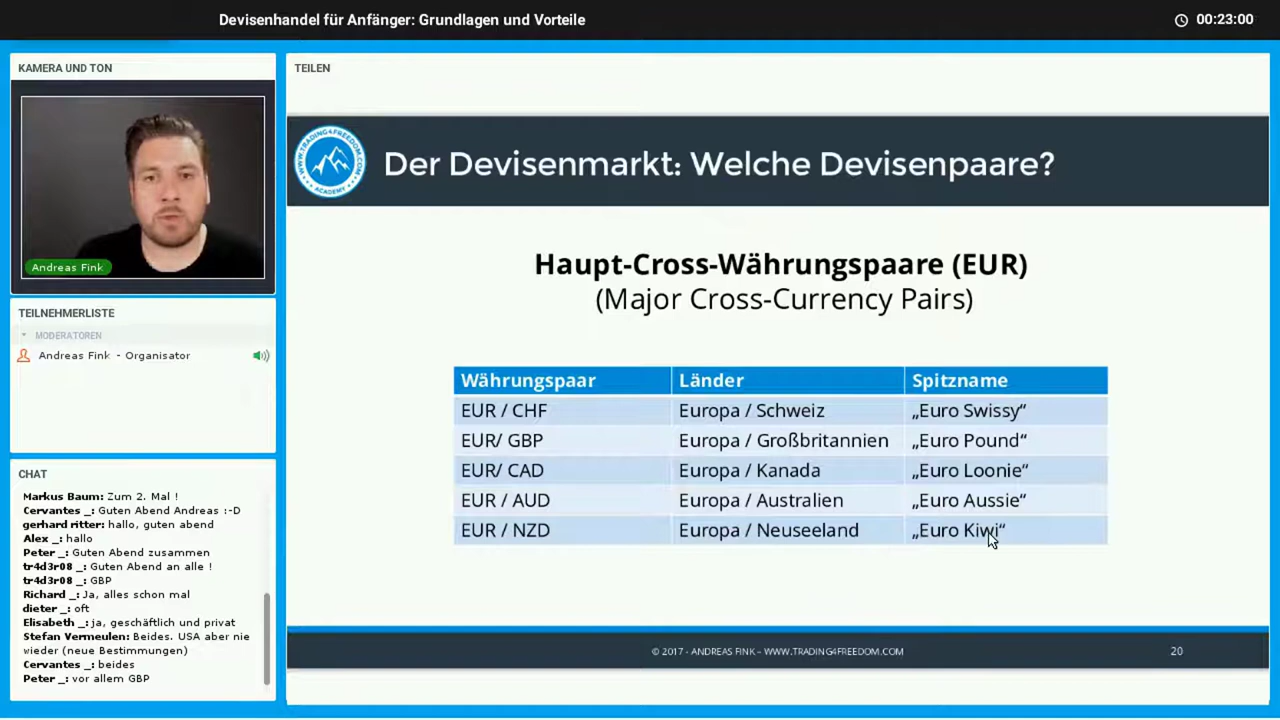 Devisenhandel für Anfänger: Grundlagen und Vorteile
00:23:00
KAMERA UND TON
Andreas Fink
TEILNEHMERLISTE
MODERATOREN
Andreas Fink - Organisator
CHAT
Markus Baum: Zum 2. Mal !
Cervantes _: Guten Abend Andreas :-D
gerhard ritter: hallo, guten abend
Alex _: hallo
Peter _: Guten Abend zusammen
tr4d3r08 _: Guten Abend an alle !
tr4d3r08 _: GBP
Richard _: Ja, alles schon mal
dieter _: oft
Elisabeth _: ja, geschäftlich und privat
Stefan Vermeulen: Beides. USA aber nie
wieder (neue Bestimmungen)
Cervantes _: beides
Peter _: vor allem GBP
TEILEN
WWW.TRADING4FREEDOM.COM
ACADEMY
Der Devisenmarkt: Welche Devisenpaare?
Haupt-Cross-Währungspaare (EUR)
(Major Cross-Currency Pairs)
Währungspaar Länder Spitzname
EUR / CHF Europa / Schweiz „Euro Swissy“
EUR/ GBP Europa / Großbritannien „Euro Pound“
EUR/ CAD Europa / Kanada „Euro Loonie“
EUR / AUD Europa / Australien „Euro Aussie“
EUR / NZD Europa / Neuseeland „Euro Kiwi“
© 2017 - ANDREAS FINK – WWW.TRADING4FREEDOM.COM
20